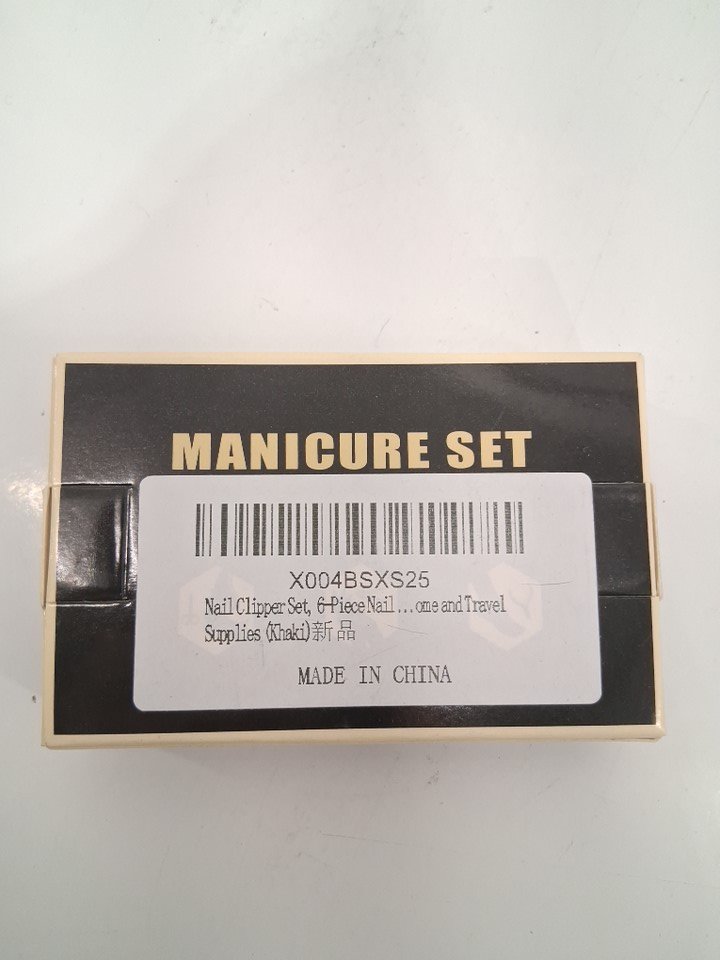 MANICURE SET
X004BSXS25
Nail Clipper Set, 6-Piece Nail ...ome and Travel
Supplies (Khaki)新品
MADE IN CHINA